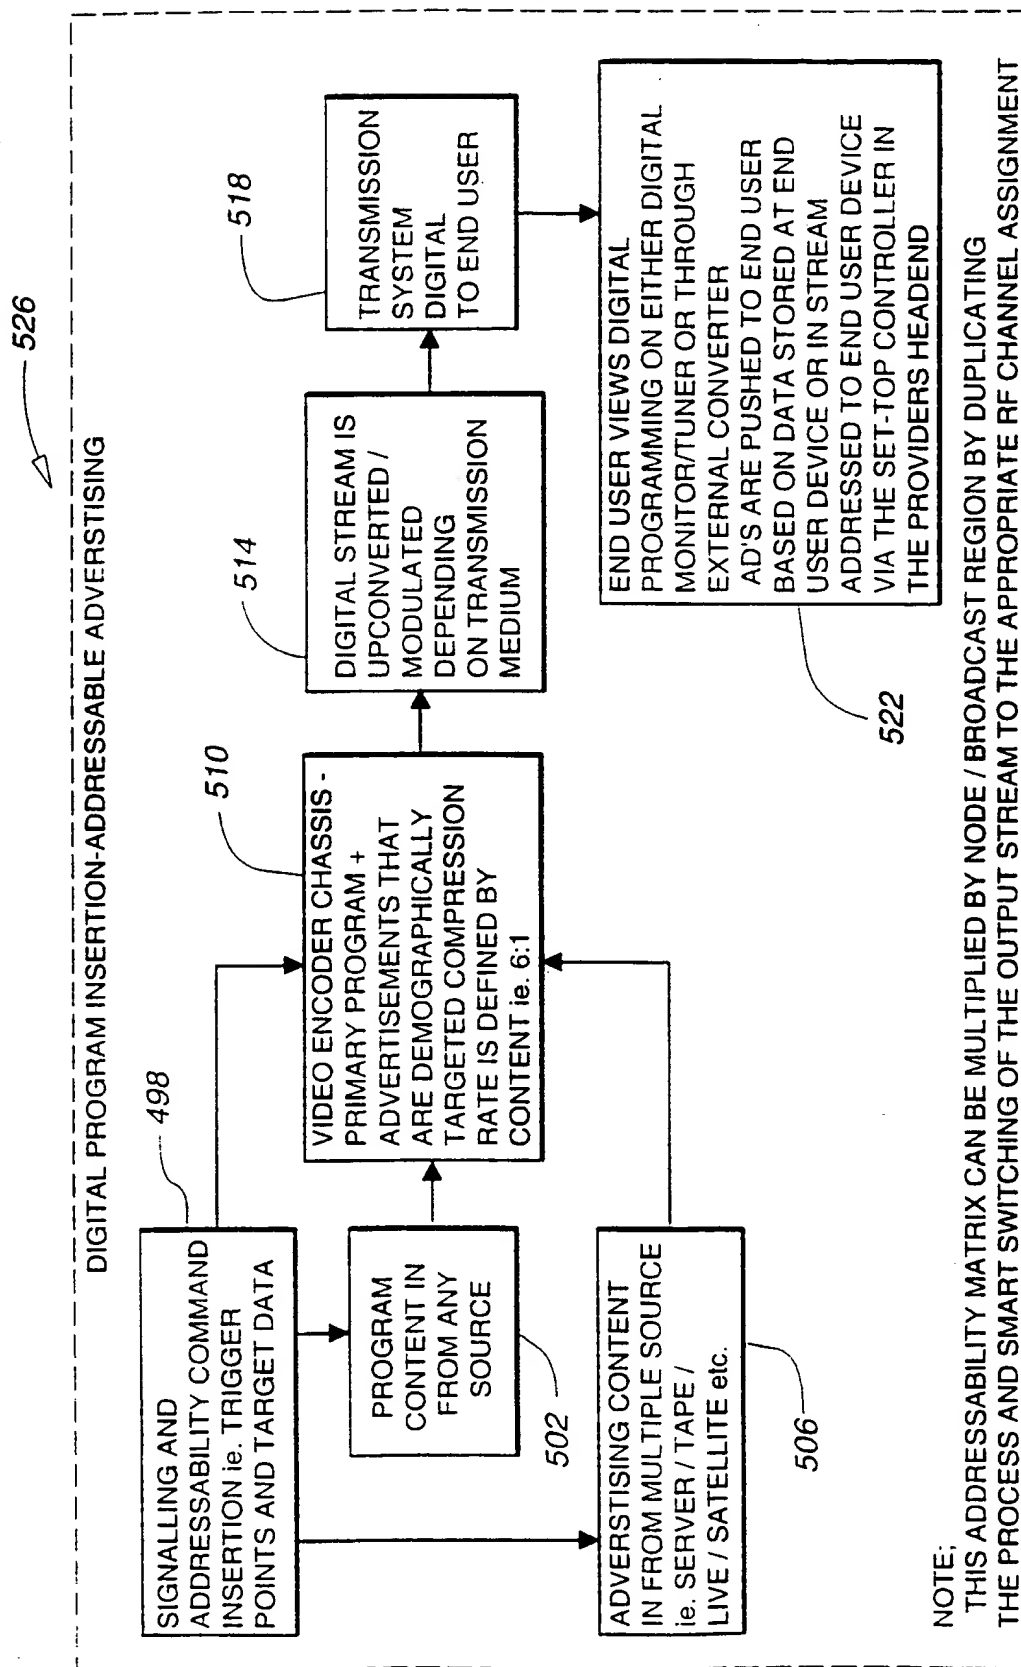 526
DIGITAL PROGRAM INSERTION-ADDRESSABLE ADVERSTISING
SIGNALLING AND
ADDRESSABILITY COMMAND
INSERTION ie. TRIGGER
POINTS AND TARGET DATA
498
PROGRAM
CONTENT IN
FROM ANY
SOURCE
502
ADVERSTISING CONTENT
IN FROM MULTIPLE SOURCE
ie. SERVER / TAPE /
LIVE / SATELLITE etc.
506
VIDEO ENCODER CHASSIS -
PRIMARY PROGRAM +
ADVERTISEMENTS THAT
ARE DEMOGRAPHICALLY
TARGETED COMPRESSION
RATE IS DEFINED BY
CONTENT ie. 6:1
510
DIGITAL STREAM IS
UPCONVERTED /
MODULATED
DEPENDING
ON TRANSMISSION
MEDIUM
514
TRANSMISSION
SYSTEM
DIGITAL
TO END USER
518
END USER VIEWS DIGITAL
PROGRAMMING ON EITHER DIGITAL
MONITOR/TUNER OR THROUGH
EXTERNAL CONVERTER
AD'S ARE PUSHED TO END USER
BASED ON DATA STORED AT END
USER DEVICE OR IN STREAM
ADDRESSED TO END USER DEVICE
VIA THE SET-TOP CONTROLLER IN
THE PROVIDERS HEADEND
522
NOTE;
THIS ADDRESSABILITY MATRIX CAN BE MULTIPLIED BY NODE / BROADCAST REGION BY DUPLICATING
THE PROCESS AND SMART SWITCHING OF THE OUTPUT STREAM TO THE APPROPRIATE RF CHANNEL ASSIGNMENT